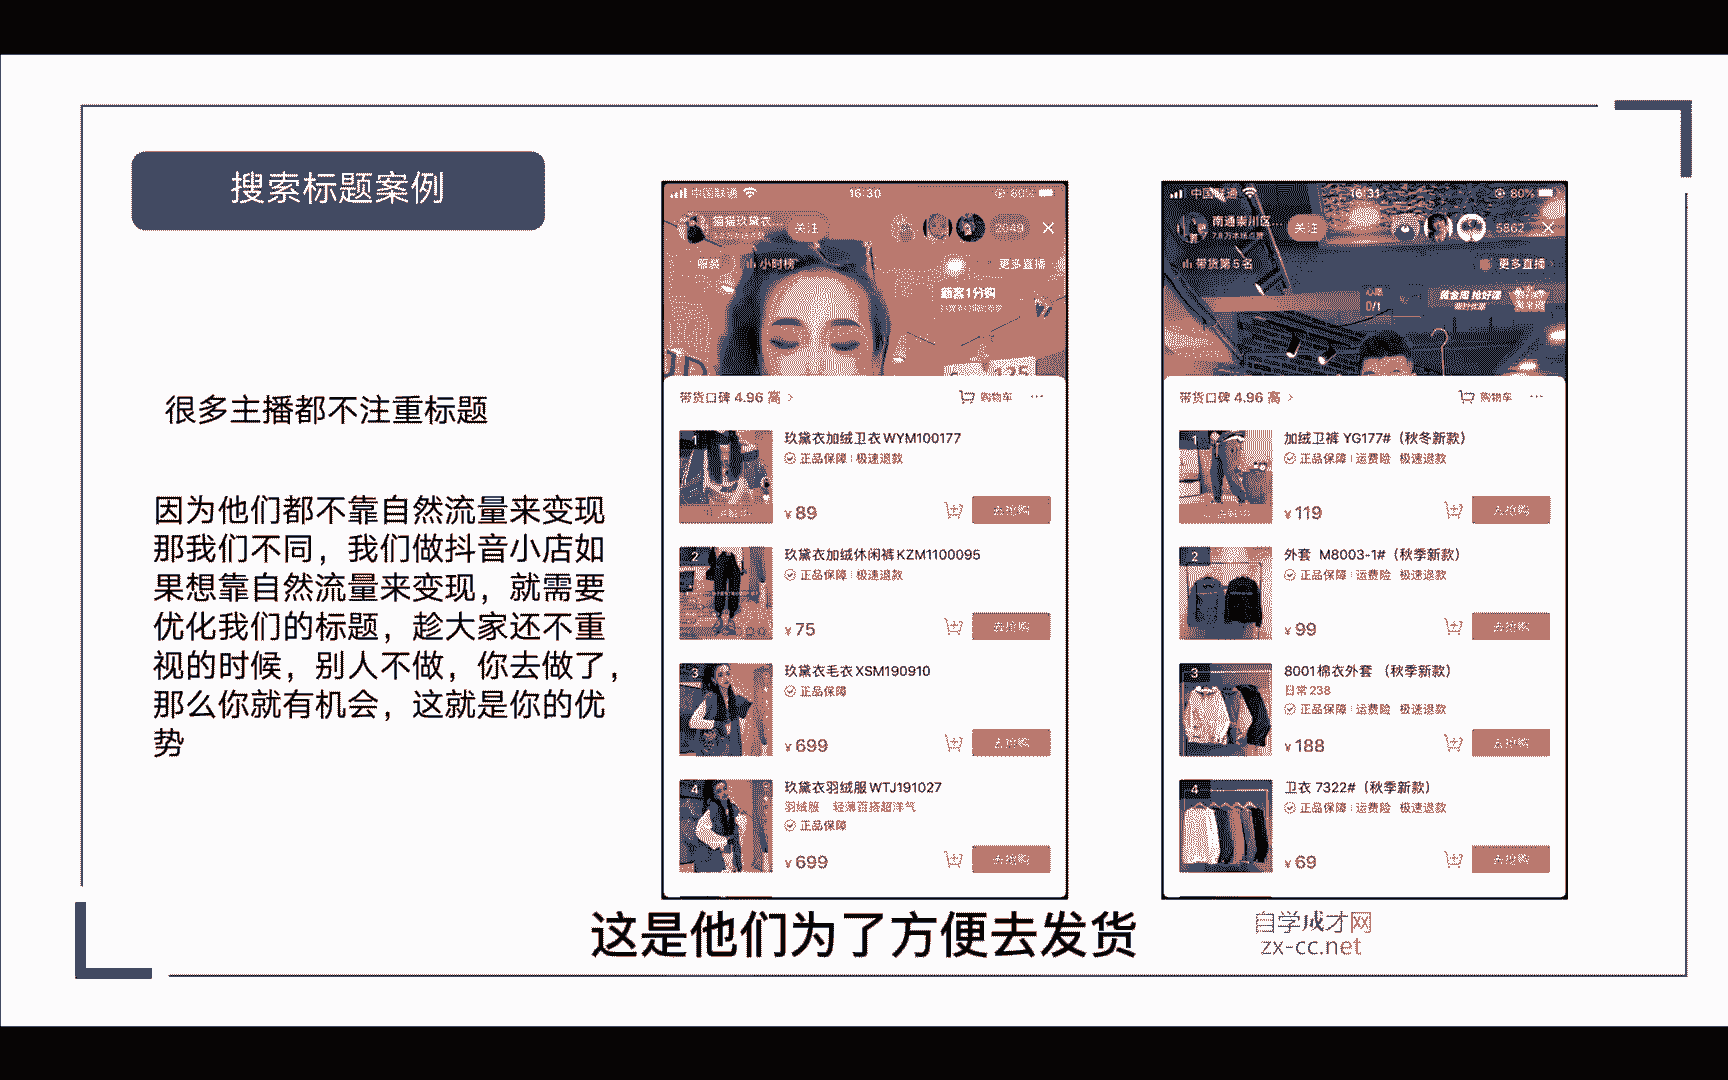 搜索标题案例
很多主播都不注重标题
因为他们都不靠自然流量来变现
那我们不同，我们做抖音小店如
果想靠自然流量来变现，就需要
优化我们的标题，趁大家还不重
视的时候，别人不做，你去做了，
那么你就有机会，这就是你的优
势
中国联通
16:30
80%
猫猫玖黛衣
关注
2049
服装
小时榜
更多直播
带货口碑 4.96 高
购物车
1
玖黛衣加绒卫衣WYM100177
正品保障 极速退款
¥89
去抢购
2
玖黛衣加绒休闲裤KZM1100095
正品保障 极速退款
¥75
去抢购
3
玖黛衣毛衣XSM190910
正品保障
¥699
去抢购
4
玖黛衣羽绒服WTJ191027
羽绒服 轻薄百搭超洋气
正品保障
¥699
去抢购
中国联通
16:31
80%
南通崇川区...
关注
5862
带货第5名
更多直播
0/1
带货口碑 4.96 高
购物车
1
加绒卫裤 YG177#（秋冬新款）
正品保障 运费险 极速退款
¥119
去抢购
2
外套 M8003-1#（秋季新款）
正品保障 运费险 极速退款
¥99
去抢购
3
8001棉衣外套 （秋季新款）
日常238
正品保障 运费险 极速退款
¥188
去抢购
4
卫衣 7322#（秋季新款）
正品保障 运费险 极速退款
¥69
去抢购
这是他们为了方便去发货
自学成才网
zx-cc.net